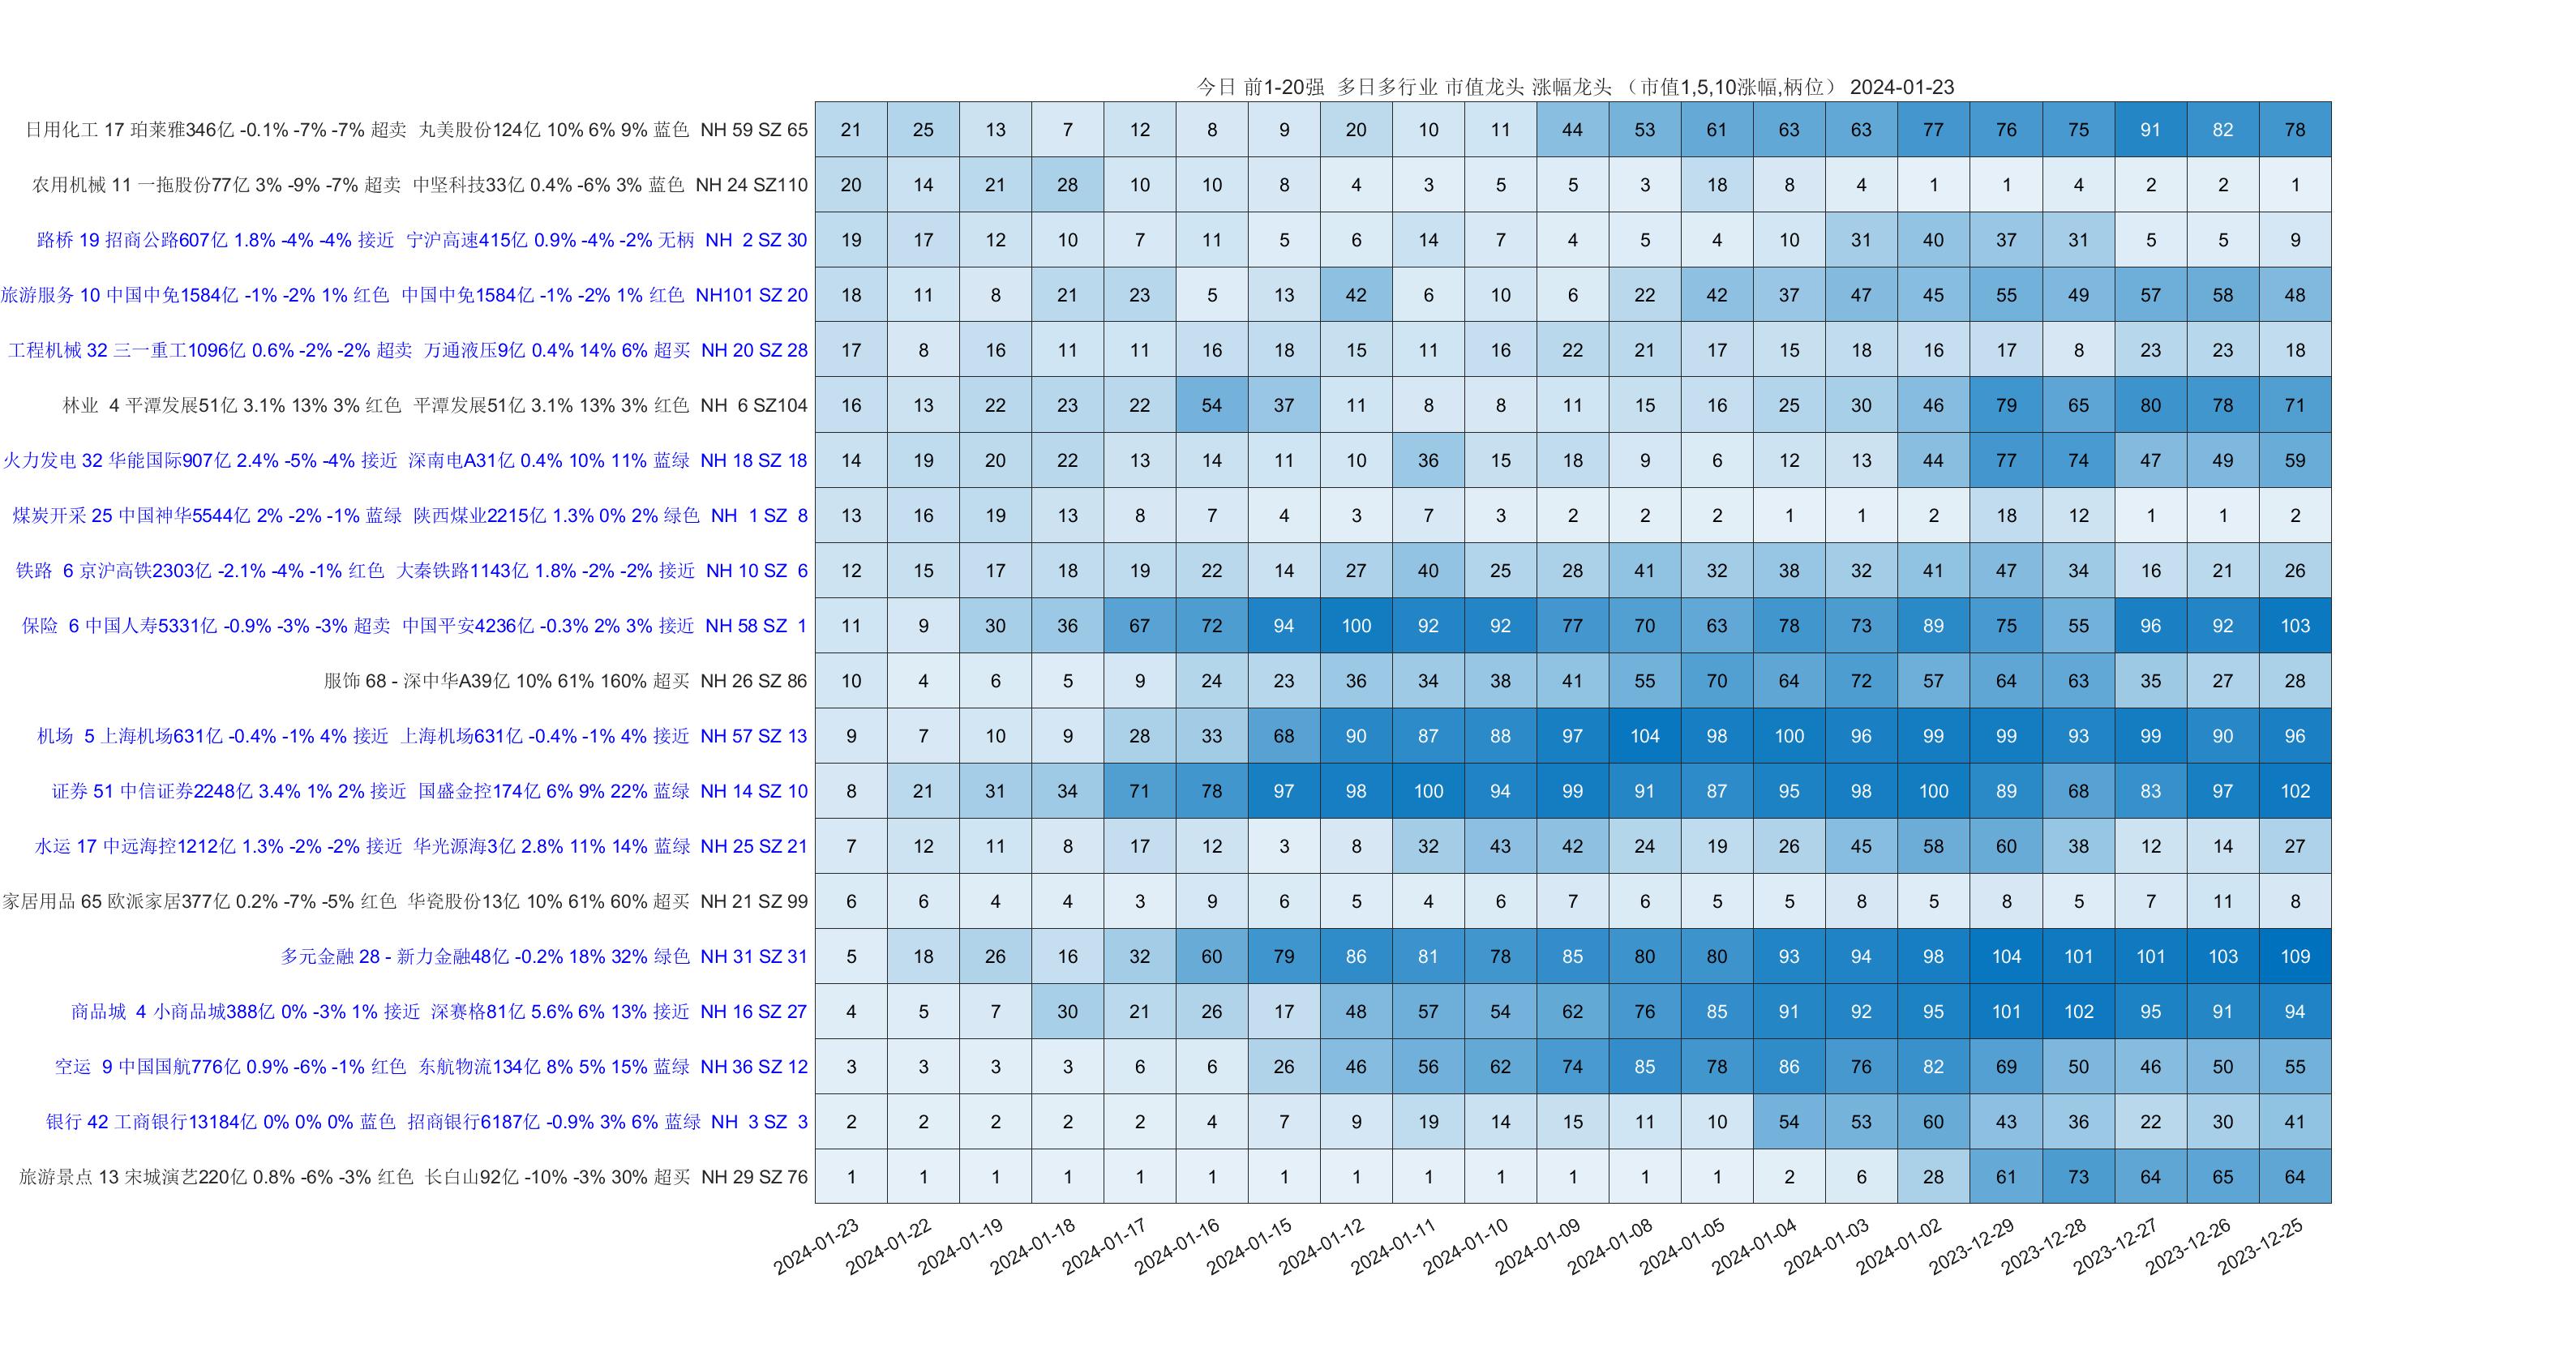 今日 前1-20强 多日多行业 市值龙头 涨幅龙头 （市值1,5,10涨幅,柄位） 2024-01-23
日用化工 17 珀莱雅346亿 -0.1% -7% -7% 超卖 丸美股份124亿 10% 6% 9% 蓝色 NH 59 SZ 65 21 25 13 7 12 8 9 20 10 11 44 53 61 63 63 77 76 75 91 82 78
农用机械 11 一拖股份77亿 3% -9% -7% 超卖 中坚科技33亿 0.4% -6% 3% 蓝色 NH 24 SZ110 20 14 21 28 10 10 8 4 3 5 5 3 18 8 4 1 1 4 2 2 1
路桥 19 招商公路607亿 1.8% -4% -4% 接近 宁沪高速415亿 0.9% -4% -2% 无柄 NH 2 SZ 30 19 17 12 10 7 11 5 6 14 7 4 5 4 10 31 40 37 31 5 5 9
旅游服务 10 中国中免1584亿 -1% -2% 1% 红色 中国中免1584亿 -1% -2% 1% 红色 NH101 SZ 20 18 11 8 21 23 5 13 42 6 10 6 22 42 37 47 45 55 49 57 58 48
工程机械 32 三一重工1096亿 0.6% -2% -2% 超卖 万通液压9亿 0.4% 14% 6% 超买 NH 20 SZ 28 17 8 16 11 11 16 18 15 11 16 22 21 17 15 18 16 17 8 23 23 18
林业 4 平潭发展51亿 3.1% 13% 3% 红色 平潭发展51亿 3.1% 13% 3% 红色 NH 6 SZ104 16 13 22 23 22 54 37 11 8 8 11 15 16 25 30 46 79 65 80 78 71
火力发电 32 华能国际907亿 2.4% -5% -4% 接近 深南电A31亿 0.4% 10% 11% 蓝绿 NH 18 SZ 18 14 19 20 22 13 14 11 10 36 15 18 9 6 12 13 44 77 74 47 49 59
煤炭开采 25 中国神华5544亿 2% -2% -1% 蓝绿 陕西煤业2215亿 1.3% 0% 2% 绿色 NH 1 SZ 8 13 16 19 13 8 7 4 3 7 3 2 2 2 1 1 2 18 12 1 1 2
铁路 6 京沪高铁2303亿 -2.1% -4% -1% 红色 大秦铁路1143亿 1.8% -2% -2% 接近 NH 10 SZ 6 12 15 17 18 19 22 14 27 40 25 28 41 32 38 32 41 47 34 16 21 26
保险 6 中国人寿5331亿 -0.9% -3% -3% 超卖 中国平安4236亿 -0.3% 2% 3% 接近 NH 58 SZ 1 11 9 30 36 67 72 94 100 92 92 77 70 63 78 73 89 75 55 96 92 103
服饰 68 - 深中华A39亿 10% 61% 160% 超买 NH 26 SZ 86 10 4 6 5 9 24 23 36 34 38 41 55 70 64 72 57 64 63 35 27 28
机场 5 上海机场631亿 -0.4% -1% 4% 接近 上海机场631亿 -0.4% -1% 4% 接近 NH 57 SZ 13 9 7 10 9 28 33 68 90 87 88 97 104 98 100 96 99 99 93 99 90 96
证券 51 中信证券2248亿 3.4% 1% 2% 接近 国盛金控174亿 6% 9% 22% 蓝绿 NH 14 SZ 10 8 21 31 34 71 78 97 98 100 94 99 91 87 95 98 100 89 68 83 97 102
水运 17 中远海控1212亿 1.3% -2% -2% 接近 华光源海3亿 2.8% 11% 14% 蓝绿 NH 25 SZ 21 7 12 11 8 17 12 3 8 32 43 42 24 19 26 45 58 60 38 12 14 27
家居用品 65 欧派家居377亿 0.2% -7% -5% 红色 华瓷股份13亿 10% 61% 60% 超买 NH 21 SZ 99 6 6 4 4 3 9 6 5 4 6 7 6 5 5 8 5 8 5 7 11 8
多元金融 28 - 新力金融48亿 -0.2% 18% 32% 绿色 NH 31 SZ 31 5 18 26 16 32 60 79 86 81 78 85 80 80 93 94 98 104 101 101 103 109
商品城 4 小商品城388亿 0% -3% 1% 接近 深赛格81亿 5.6% 6% 13% 接近 NH 16 SZ 27 4 5 7 30 21 26 17 48 57 54 62 76 85 91 92 95 101 102 95 91 94
空运 9 中国国航776亿 0.9% -6% -1% 红色 东航物流134亿 8% 5% 15% 蓝绿 NH 36 SZ 12 3 3 3 3 6 6 26 46 56 62 74 85 78 86 76 82 69 50 46 50 55
银行 42 工商银行13184亿 0% 0% 0% 蓝色 招商银行6187亿 -0.9% 3% 6% 蓝绿 NH 3 SZ 3 2 2 2 2 2 4 7 9 19 14 15 11 10 54 53 60 43 36 22 30 41
旅游景点 13 宋城演艺220亿 0.8% -6% -3% 红色 长白山92亿 -10% -3% 30% 超买 NH 29 SZ 76 1 1 1 1 1 1 1 1 1 1 1 1 1 2 6 28 61 73 64 65 64
2024-01-23 2024-01-22 2024-01-19 2024-01-18 2024-01-17 2024-01-16 2024-01-15 2024-01-12 2024-01-11 2024-01-10 2024-01-09 2024-01-08 2024-01-05 2024-01-04 2024-01-03 2024-01-02 2023-12-29 2023-12-28 2023-12-27 2023-12-26 2023-12-25